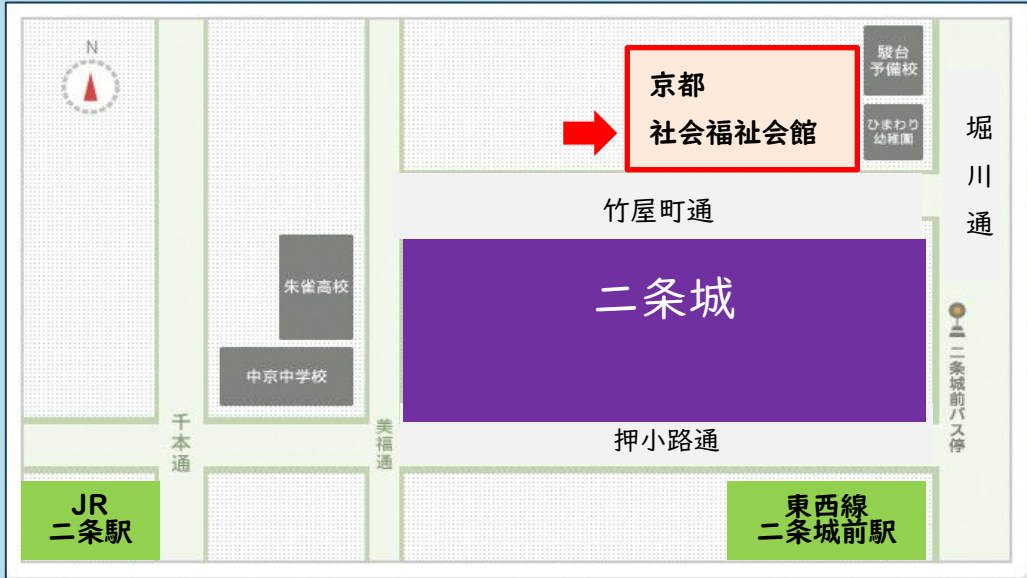 N
京都
社会福祉会館
駿台
予備校
ひまわり
幼稚園
堀川通
竹屋町通
朱雀高校
二条城
中京中学校
二条城前バス停
千本通
美福通
押小路通
JR
二条駅
東西線
二条城前駅